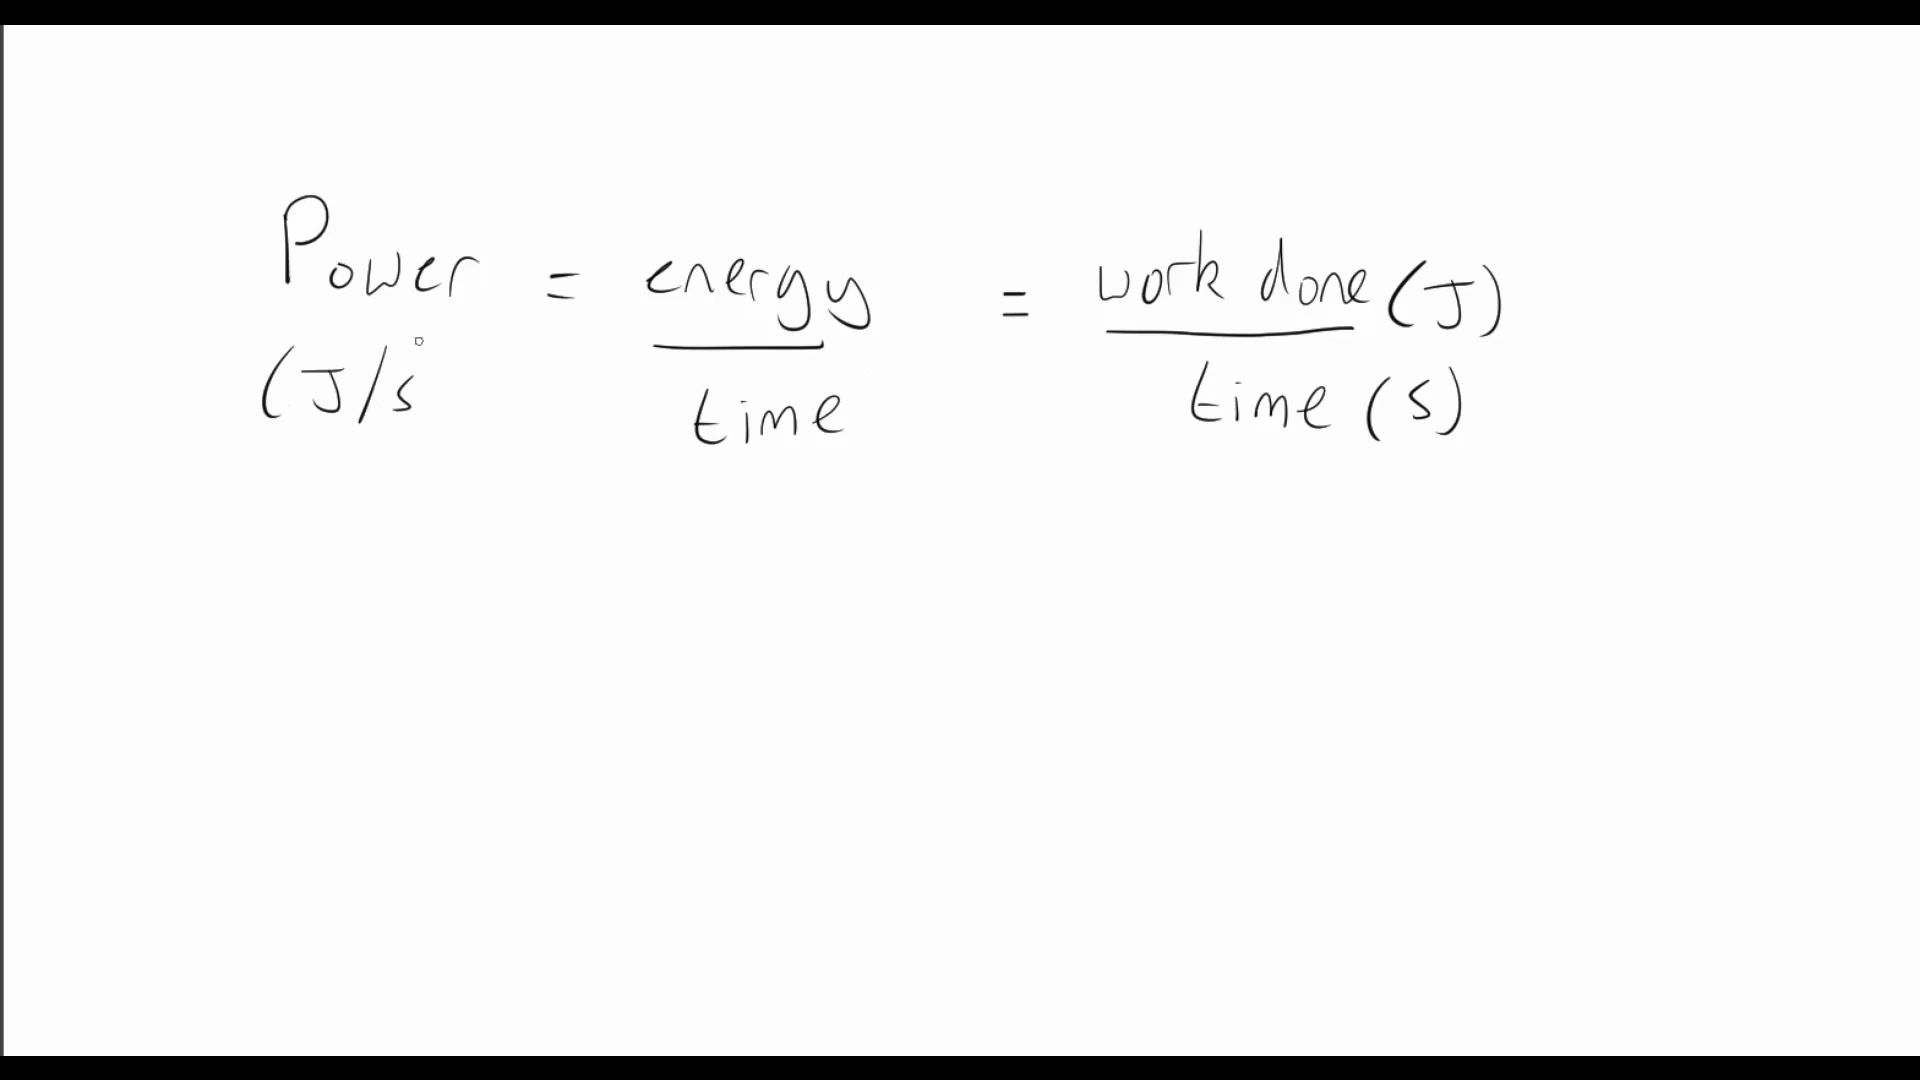 Power = energy = work done (J)
(J/s time time (s)